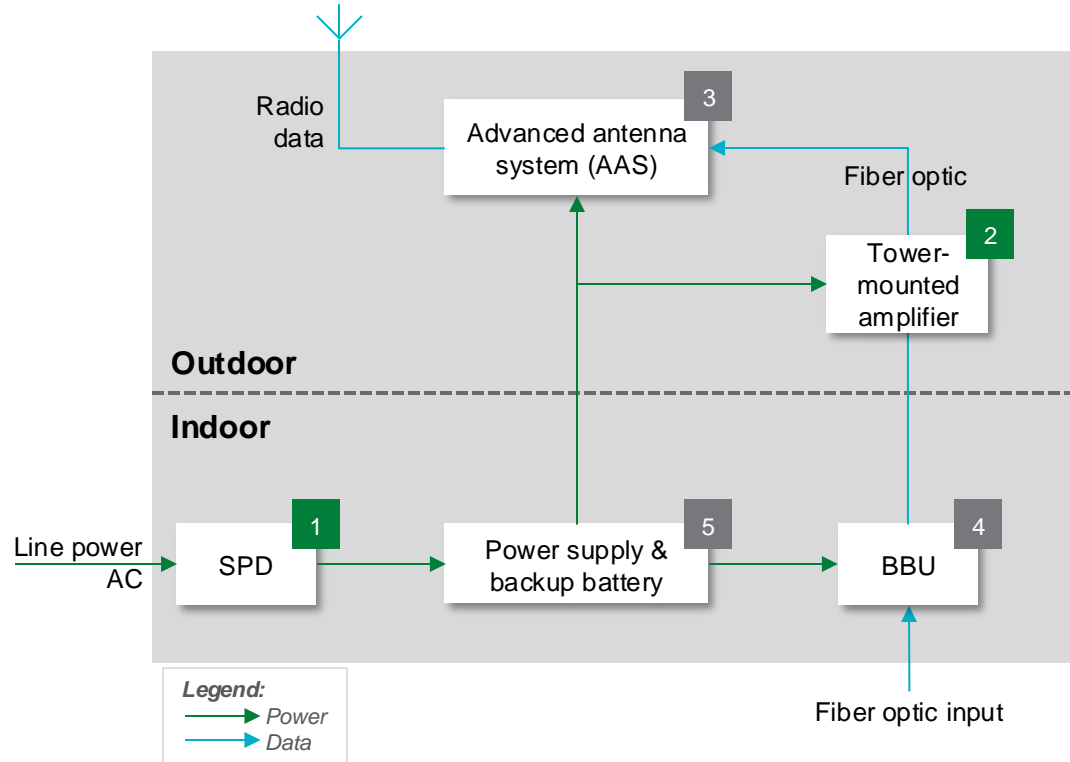 Radio
data
3
Advanced antenna
system (AAS)
Fiber optic
2
Tower-
mounted
amplifier
Outdoor
Indoor
Line power
AC
1
SPD
5
Power supply &
backup battery
4
BBU
Legend:
Power
Data
Fiber optic input